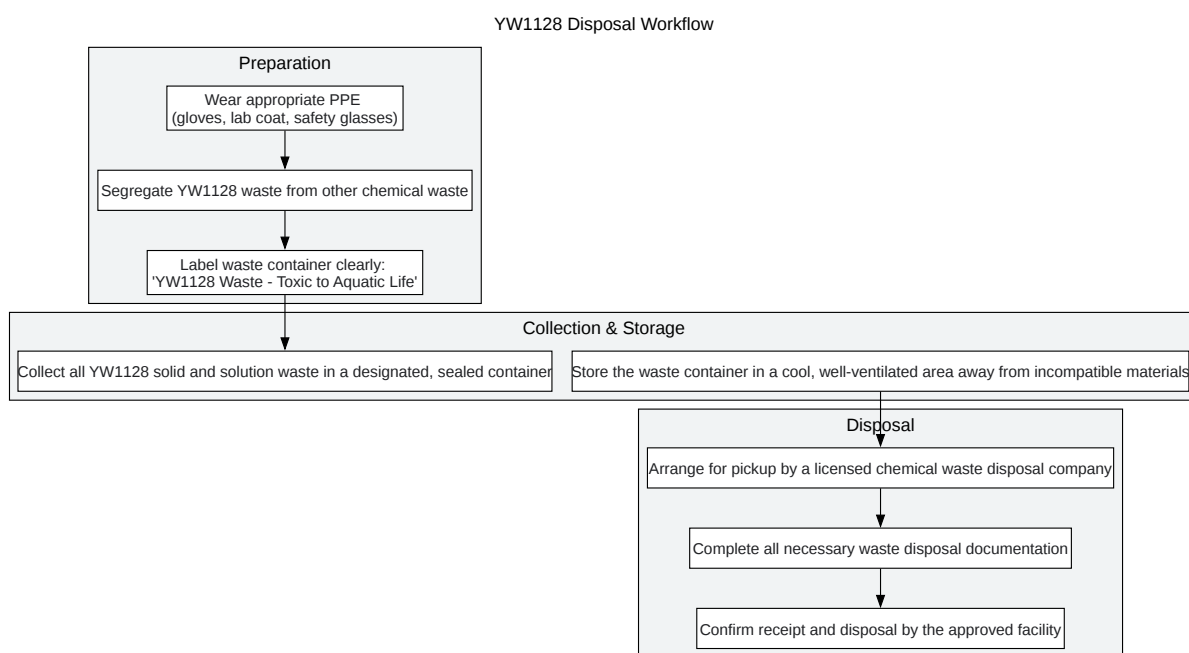 YW1128 Disposal Workflow
Preparation
Wear appropriate PPE
(gloves, lab coat, safety glasses)
Segregate YW1128 waste from other chemical waste
Label waste container clearly:
'YW1128 Waste - Toxic to Aquatic Life'
Collection & Storage
Collect all YW1128 solid and solution waste in a designated, sealed container
Store the waste container in a cool, well-ventilated area away from incompatible materials
Disposal
Arrange for pickup by a licensed chemical waste disposal company
Complete all necessary waste disposal documentation
Confirm receipt and disposal by the approved facility